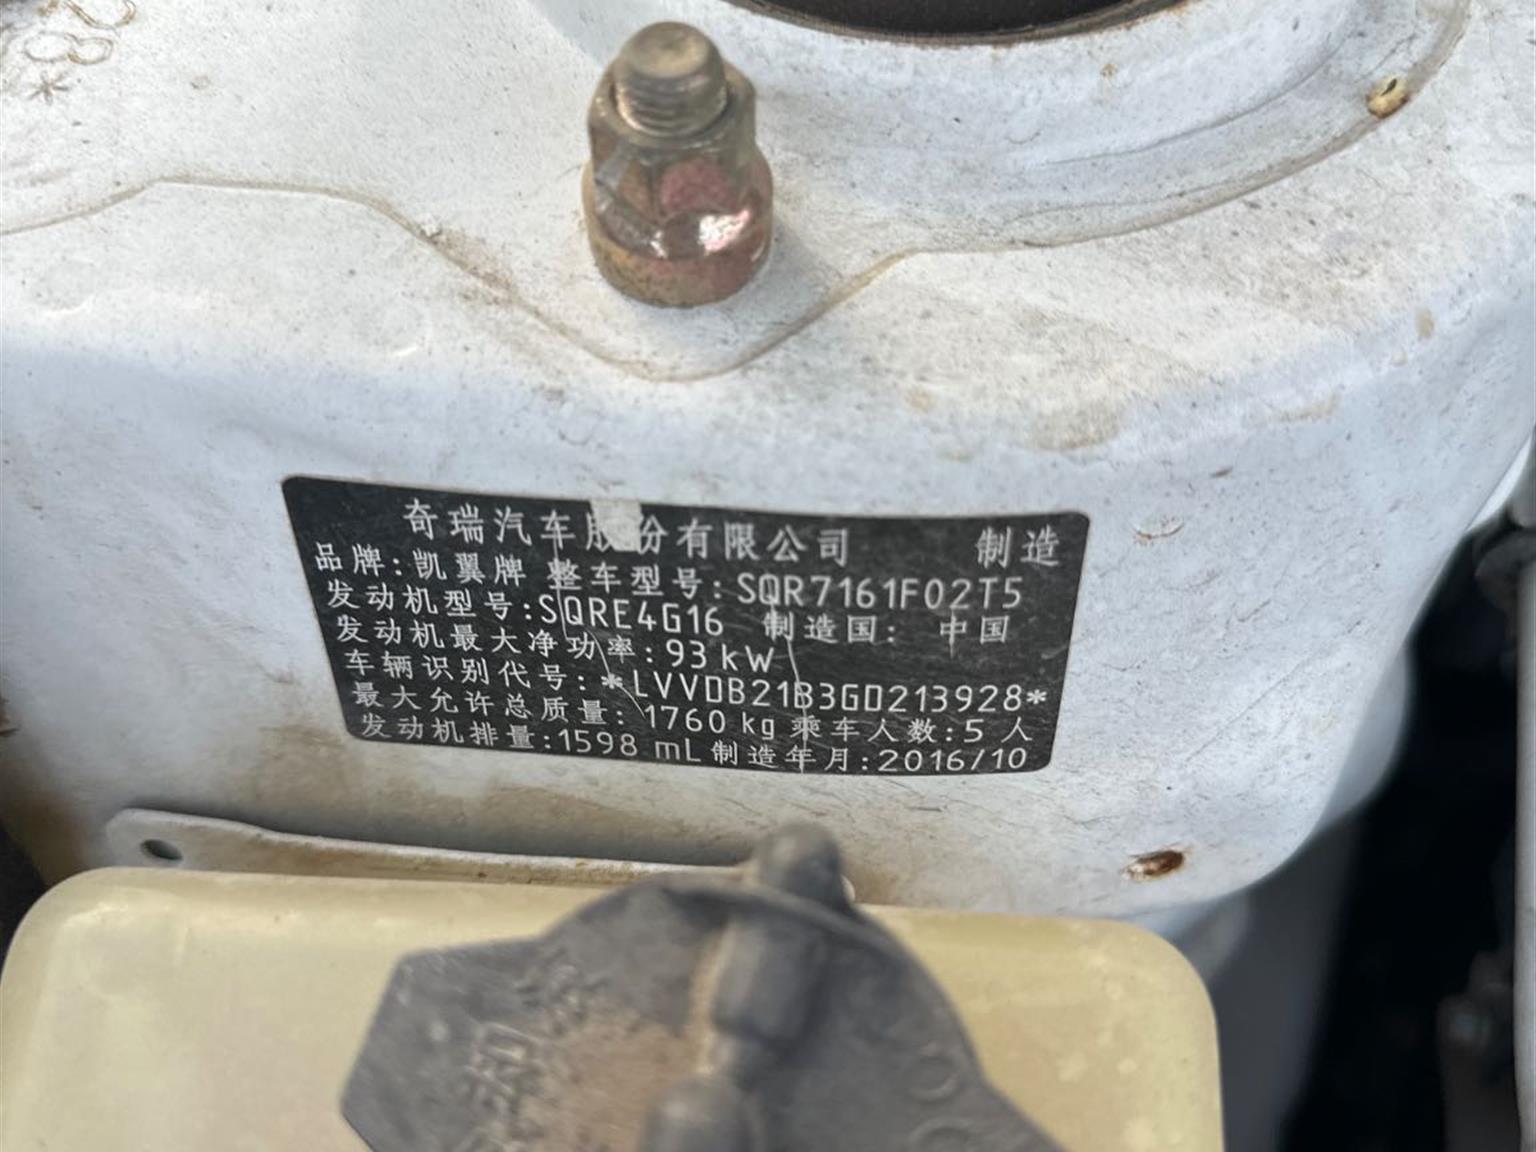 28*
奇瑞汽车股份有限公司 制造
品牌:凯翼牌 整车型号:SQR7161F02T5
发动机型号:SQRE4G16 制造国: 中国
发动机最大净功率:93 kW
车辆识别代号:*LVVDB21B3GD213928*
最大允许总质量:1760 kg 乘车人数:5 人
发动机排量:1598 mL 制造年月:2016/10